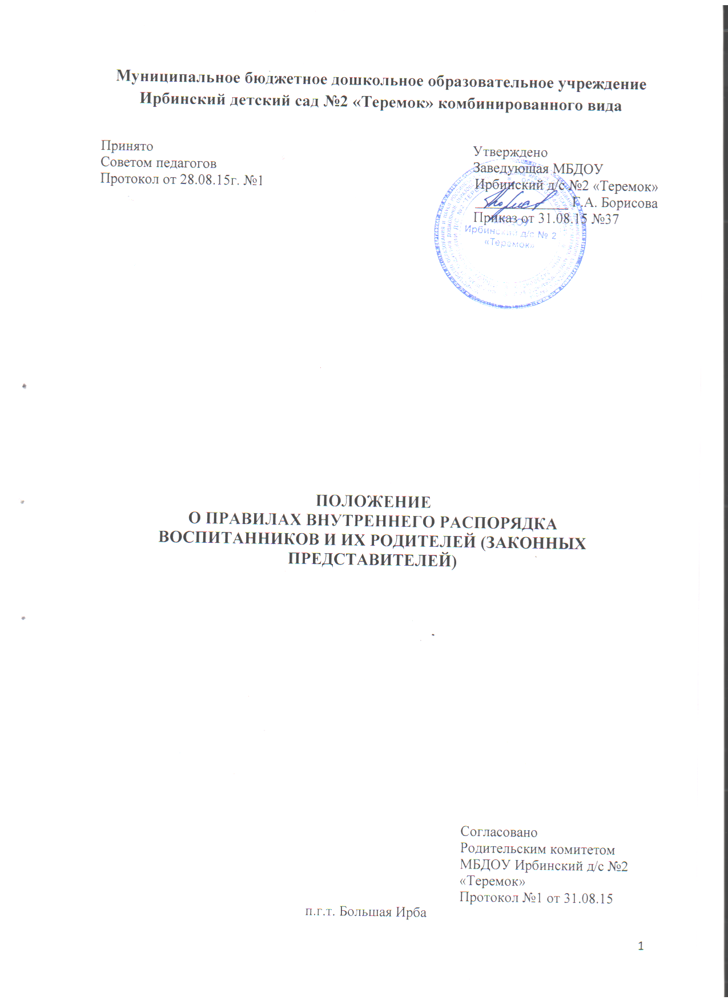 Муниципальное бюджетное дошкольное образовательное учреждение
Ирбинский детский сад №2 «Теремок» комбинированного вида
Принято
Советом педагогов
Протокол от 28.08.15г. №1
Утверждено
Заведующая МБДОУ
Ирбинский д/с №2 «Теремок»
Г.А. Борисова
Приказ от 31.08.15 №37
Ирбинский д/с № 2
«Теремок»
ПОЛОЖЕНИЕ
О ПРАВИЛАХ ВНУТРЕННЕГО РАСПОРЯДКА
ВОСПИТАННИКОВ И ИХ РОДИТЕЛЕЙ (ЗАКОННЫХ
ПРЕДСТАВИТЕЛЕЙ)
Согласовано
Родительским комитетом
МБДОУ Ирбинский д/с №2
«Теремок»
Протокол №1 от 31.08.15
п.г.т. Большая Ирба
1